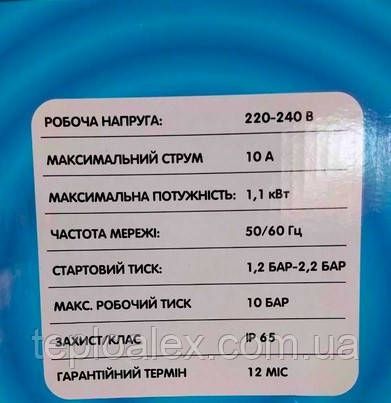 РОБОЧА НАПРУГА: 220-240 В
МАКСИМАЛЬНИЙ СТРУМ 10 А
МАКСИМАЛЬНА ПОТУЖНІСТЬ: 1,1 кВт
ЧАСТОТА МЕРЕЖІ: 50/60 Гц
СТАРТОВИЙ ТИСК: 1,2 БАР-2,2 БАР
МАКС. РОБОЧИЙ ТИСК 10 БАР
ЗАХИСТ/КЛАС IP 65
teploalex.com.ua
ГАРАНТІЙНИЙ ТЕРМІН 12 МІС